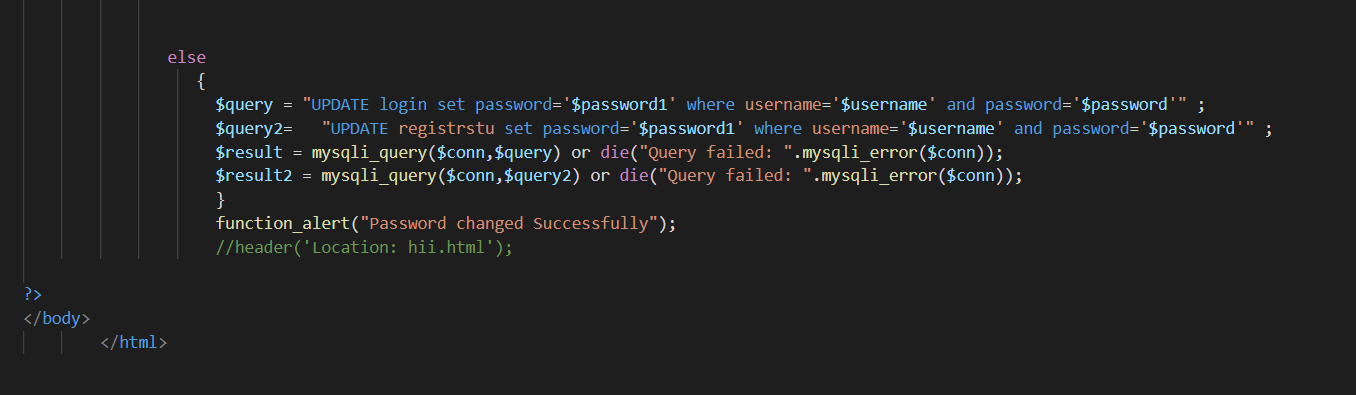 else
{
$query = "UPDATE login set password='$password1' where username='$username' and password='$password'" ;
$query2=   "UPDATE registrstu set password='$password1' where username='$username' and password='$password'" ;
$result = mysqli_query($conn,$query) or die("Query failed: ".mysqli_error($conn));
$result2 = mysqli_query($conn,$query2) or die("Query failed: ".mysqli_error($conn));
}
function_alert("Password changed Successfully");
//header('Location: hii.html');
?>
</body>
</html>